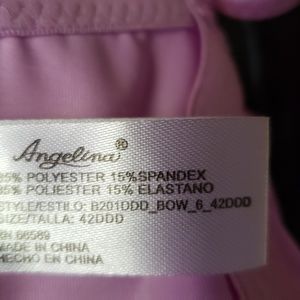 Angelina®
85% POLYESTER 15%SPANDEX
85% POLIESTER 15% ELASTANO
STYLE/ESTILO: B201DDD_BOW_6_42DDD
SIZE/TALLA: 42DDD
RN 66589
MADE IN CHINA
HECHO EN CHINA